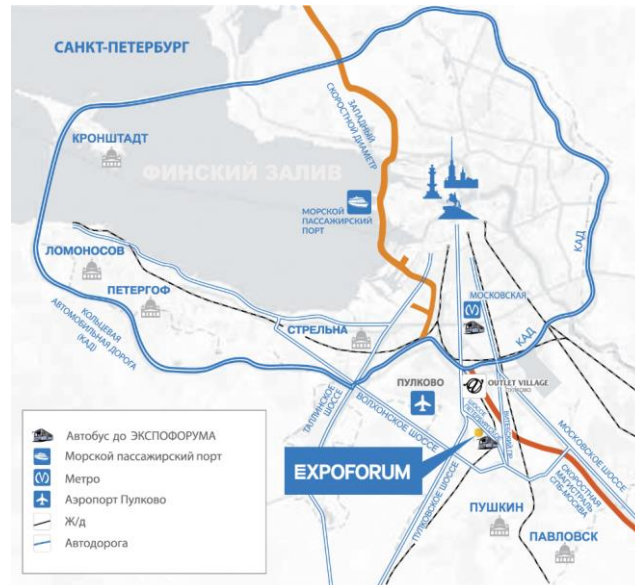 САНКТ-ПЕТЕРБУРГ
ЗАПАДНЫЙ
СКОРОСТНОЙ ДИАМЕТР
КРОНШТАДТ
ФИНСКИЙ ЗАЛИВ
МОРСКОЙ
ПАССАЖИРСКИЙ
ПОРТ
КАД
ЛОМОНОСОВ
ПЕТЕРГОФ
КОЛЬЦЕВАЯ
АВТОМОБИЛЬНАЯ ДОРОГА
(КАД)
МОСКОВСКАЯ
СТРЕЛЬНА
КАД
ПУЛКОВО
OUTLET VILLAGE
ТАЛЛИНСКОЕ
ШОССЕ
ВОЛХОНСКОЕ ШОССЕ
ШОССЕ
МОСКОВСКОЕ ШОССЕ
СКОРОСТНАЯ
МАГИСТРАЛЬ
СПБ-МОСКВА
ПУЛКОВСКОЕ ШОССЕ
EXPOFORUM
ПУШКИН
ПАВЛОВСК
Автобус до ЭКСПОФОРУМА
Морской пассажирский порт
Метро
Аэропорт Пулково
Ж/д
Автодорога